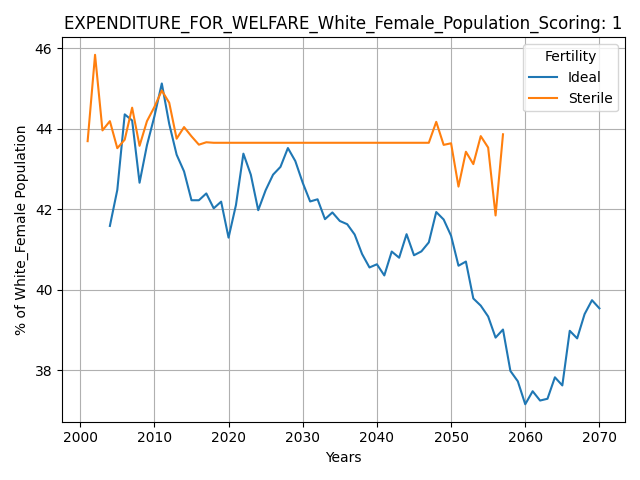 EXPENDITURE_FOR_WELFARE_White_Female_Population_Scoring: 1
Fertility
Ideal
Sterile
% of White_Female Population
46
44
42
40
38
2000 2010 2020 2030 2040 2050 2060 2070
Years